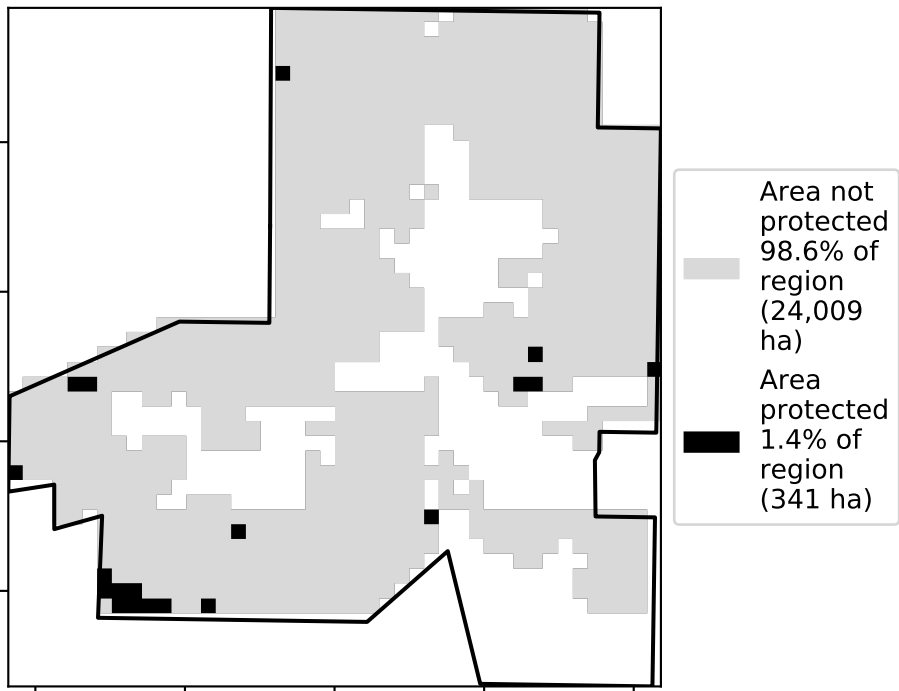 Area not
protected
98.6% of
region
(24,009
ha)
Area
protected
1.4% of
region
(341 ha)